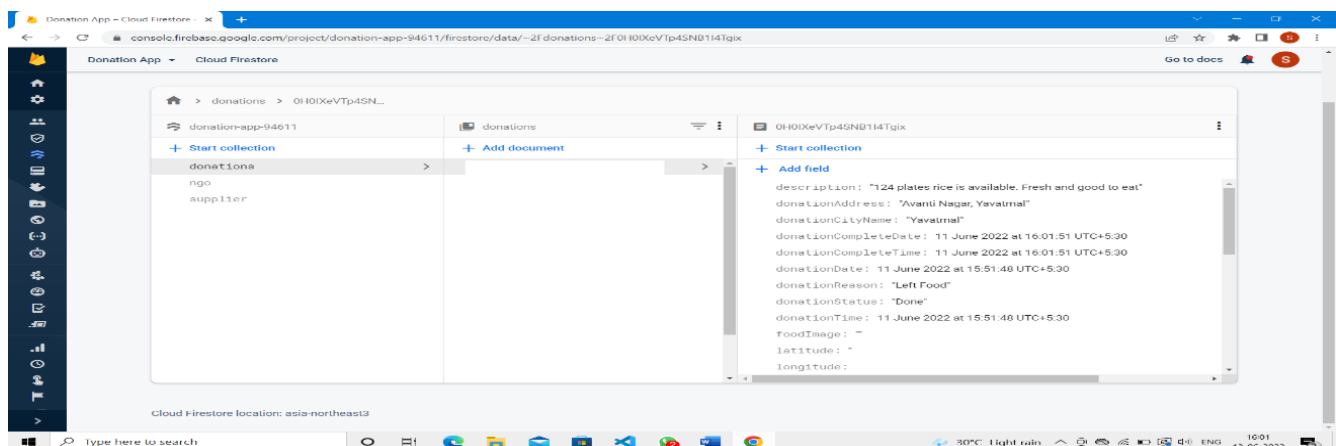 Donation App – Cloud Firestore -
console.firebase.google.com/project/donation-app-94611/firestore/data/~2Fdonations~2F0H0IXeVTp4SNB1I4Tgix
Donation App Cloud Firestore Go to docs S
donations > 0H0IXeVTp4SN...
donation-app-94611 donations 0H0IXeVTp4SNB1I4Tgix
+ Start collection + Add document + Start collection
donations > > + Add field
ngo
supplier
description: "124 plates rice is available. Fresh and good to eat"
donationAddress: "Avanti Nagar, Yavatmal"
donationCityName: "Yavatmal"
donationCompleteDate: 11 June 2022 at 16:01:51 UTC+5:30
donationCompleteTime: 11 June 2022 at 16:01:51 UTC+5:30
donationDate: 11 June 2022 at 15:51:48 UTC+5:30
donationReason: "Left Food"
donationStatus: "Done"
donationTime: 11 June 2022 at 15:51:48 UTC+5:30
foodImage:
latitude:
longitude:
Cloud Firestore location: asia-northeast3
Type here to search 30°C Light rain ENG 16:01